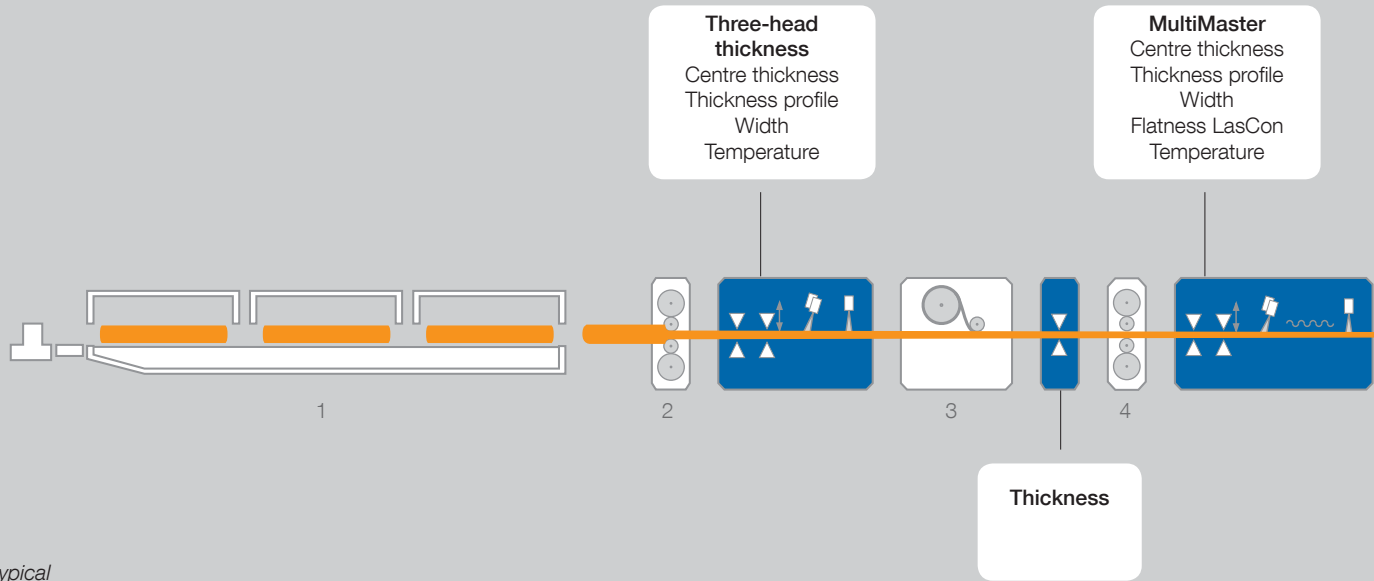 Three-head
thickness
Centre thickness
Thickness profile
Width
Temperature
MultiMaster
Centre thickness
Thickness profile
Width
Flatness LasCon
Temperature
1
2
3
4
Thickness
ypical